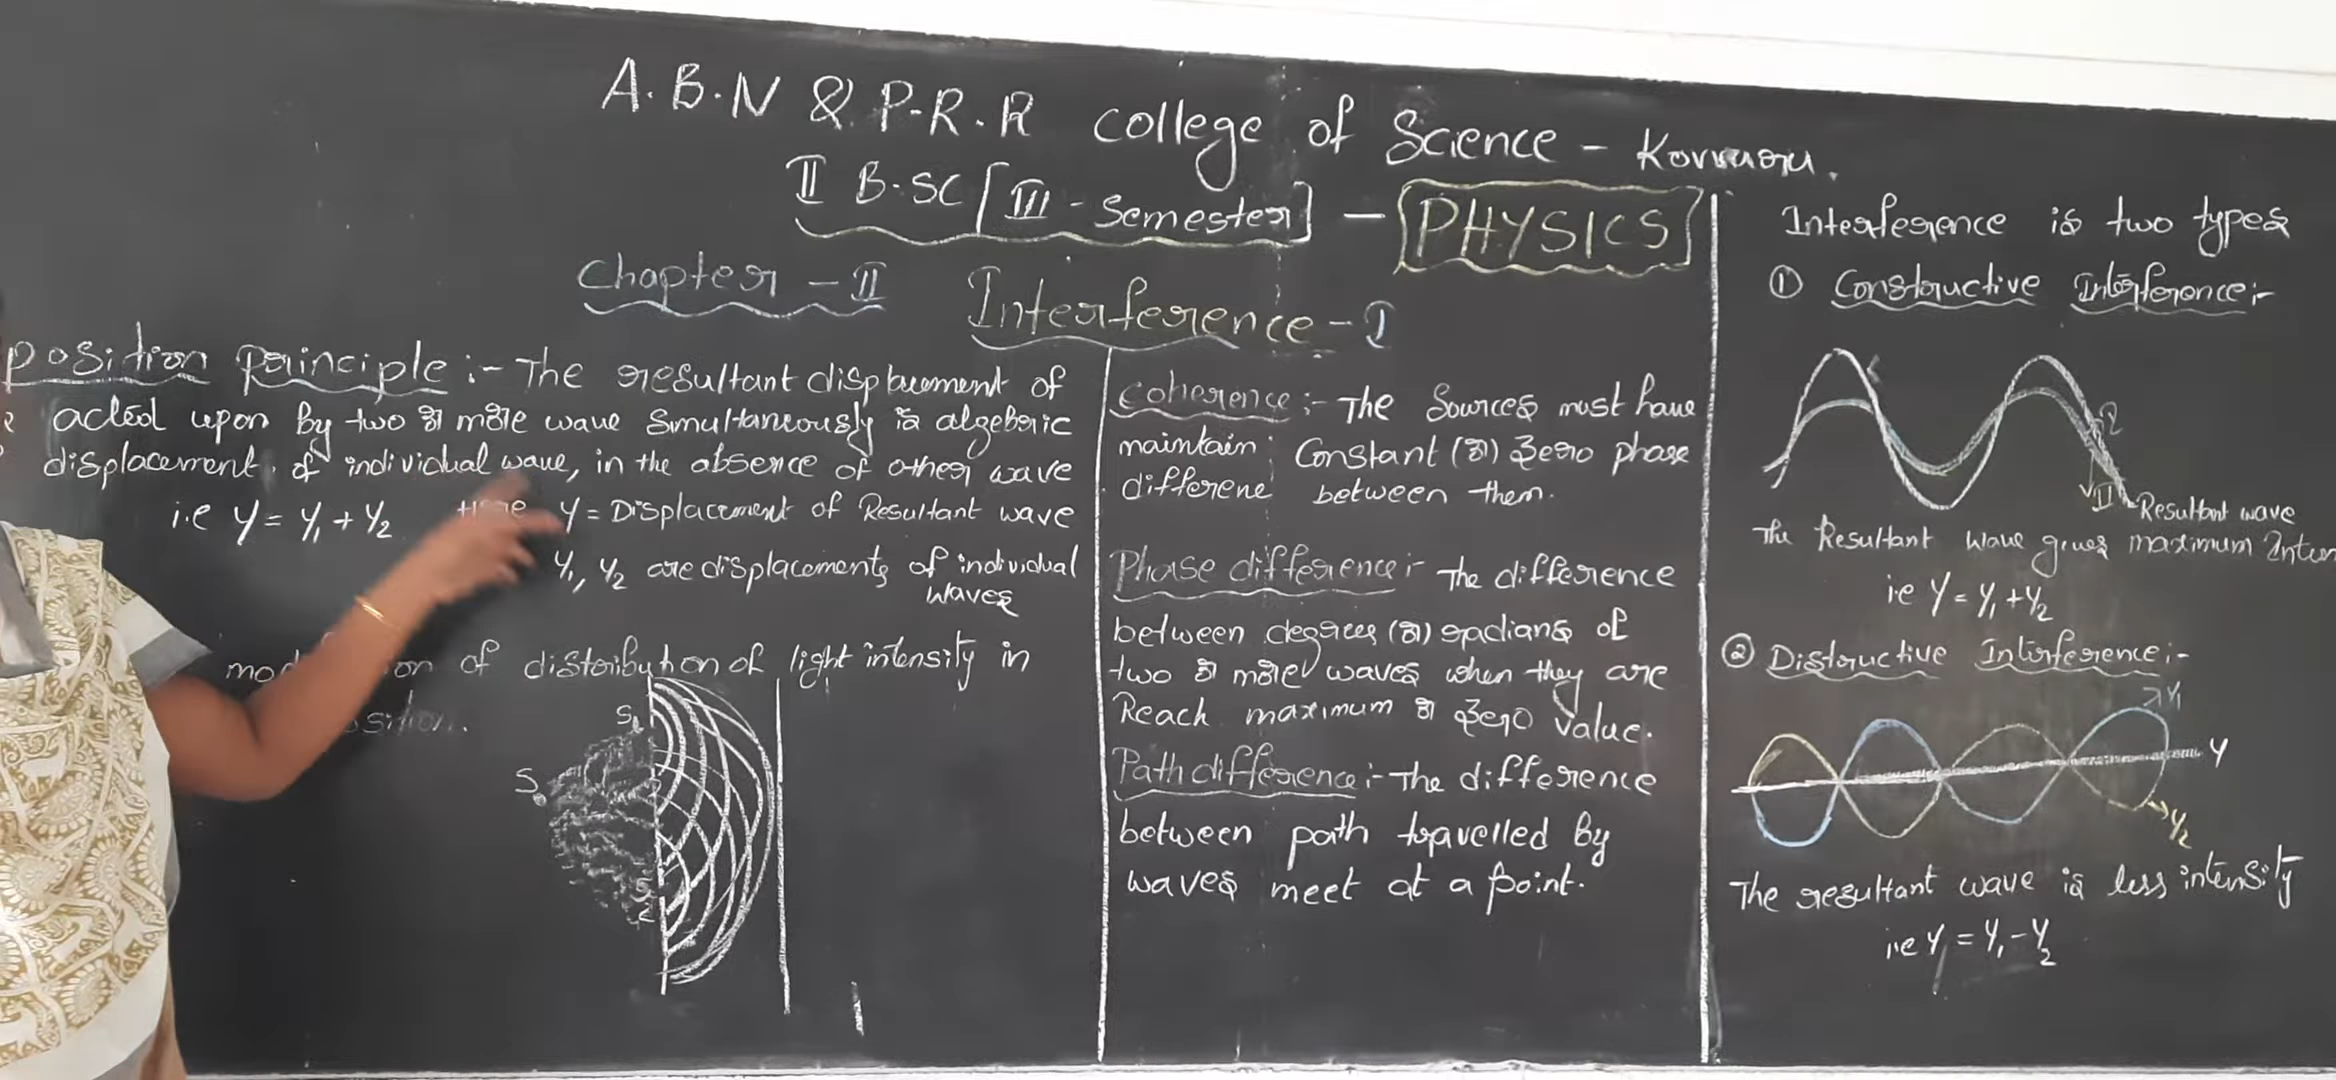 A.B.N & P.R.R college of Science - Kovvuru.
II B.SC [III - Semester] - PHYSICS
Chapter - II Interference - I
position principle :- The resultant displacement of
acted upon by two or more wave simultaneously is algebric
displacement of individual wave, in the absence of other wave
i.e y = y1 + y2 y = Displacement of Resultant wave
y1, y2 are displacements of individual
waves
of distribution of light intensity in
S1
S
S2
Coherence :- The Sources must have
maintain Constant (or) Zero phase
differene between them.
Phase difference :- The difference
between degrees (or) radians of
two or more waves when they are
Reach maximum or Zero value.
Path difference :- The difference
between path travelled by
waves meet at a point.
Interference is two types
① Constructive Interference :-
Resultant wave
The Resultant wave gives maximum Inten
i.e y = y1 + y2
② Distructive Interference :-
y1
y
y2
The resultant wave is less intensity
i.e y = y1 - y2